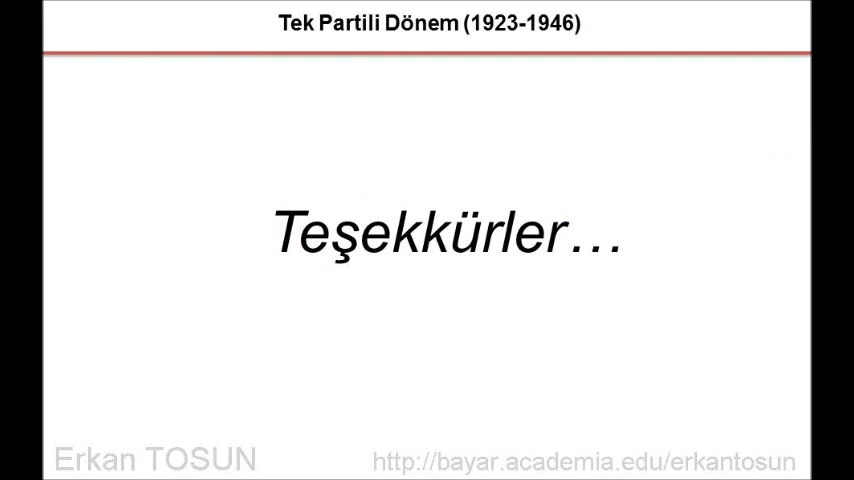 Tek Partili Dönem (1923-1946)
Teşekkürler...
Erkan TOSUN
http://bayar.academia.edu/erkantosun